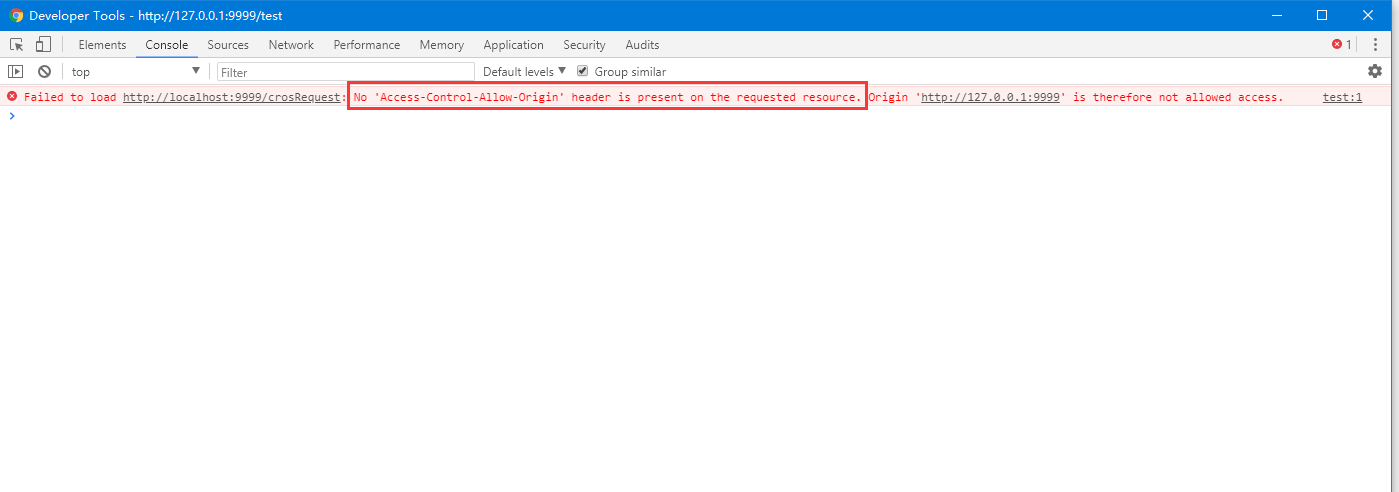 Developer Tools - http://127.0.0.1:9999/test
Elements Console Sources Network Performance Memory Application Security Audits 1
top Filter Default levels Group similar
Failed to load http://localhost:9999/crosRequest: No 'Access-Control-Allow-Origin' header is present on the requested resource. Origin 'http://127.0.0.1:9999' is therefore not allowed access. test:1